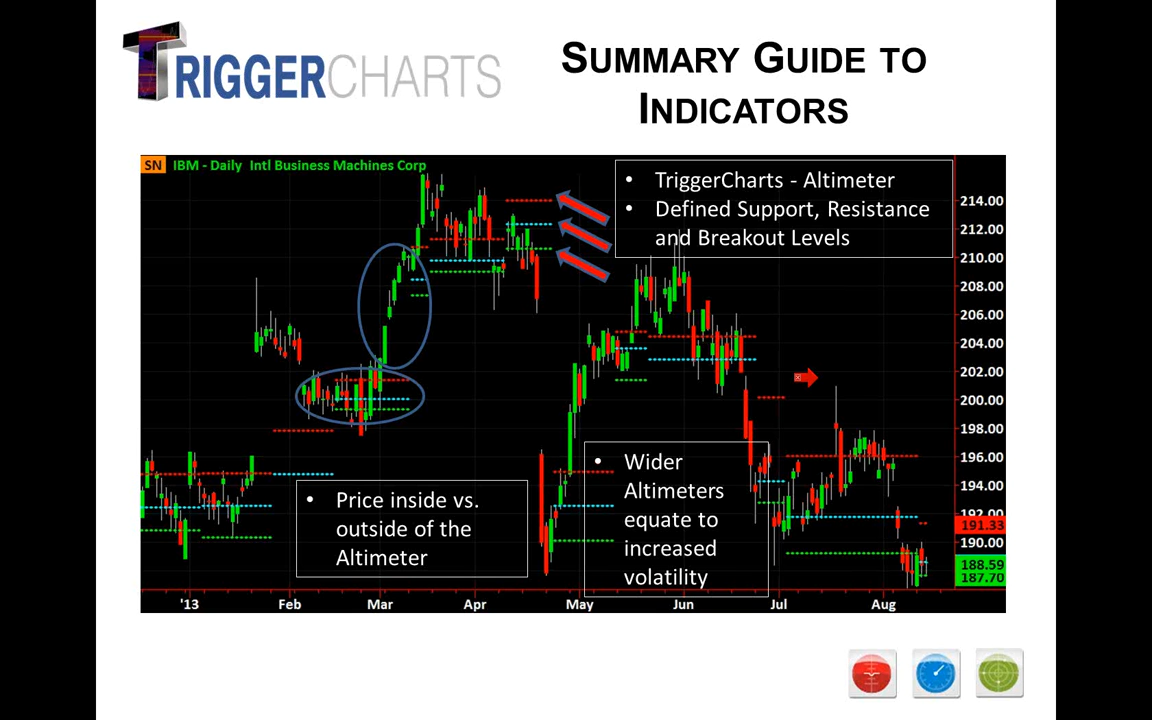 TRIGGERCHARTS
SUMMARY GUIDE TO
INDICATORS
SN IBM - Daily Intl Business Machines Corp
• TriggerCharts - Altimeter
• Defined Support, Resistance
and Breakout Levels
214.00
212.00
210.00
208.00
206.00
204.00
202.00
200.00
198.00
196.00
194.00
192.00
191.33
190.00
188.59
187.70
• Price inside vs.
outside of the
Altimeter
• Wider
Altimeters
equate to
increased
volatility
'13 Feb Mar Apr May Jun Jul Aug